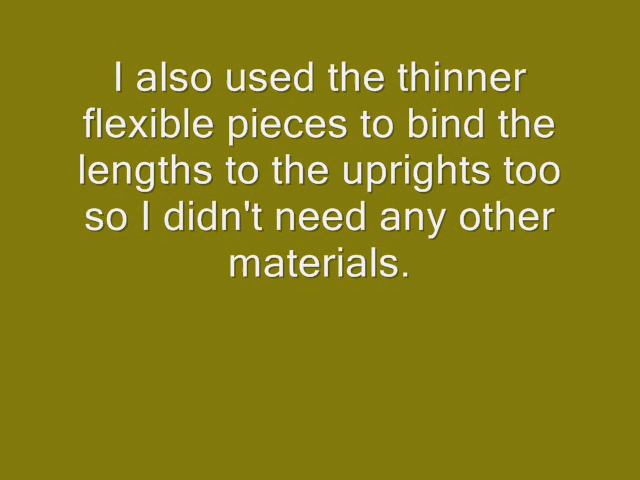 I also used the thinner
flexible pieces to bind the
lengths to the uprights too
so I didn't need any other
materials.